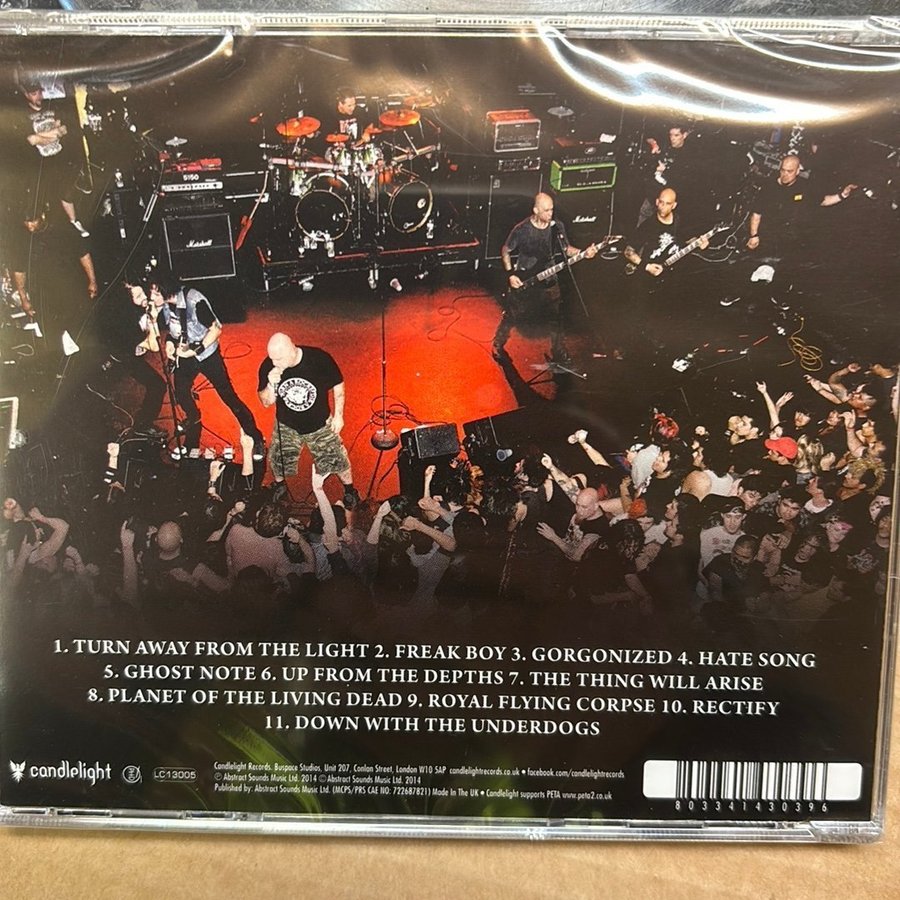 5150
Marshall
1. TURN AWAY FROM THE LIGHT 2. FREAK BOY 3. GORGONIZED 4. HATE SONG
5. GHOST NOTE 6. UP FROM THE DEPTHS 7. THE THING WILL ARISE
8. PLANET OF THE LIVING DEAD 9. ROYAL FLYING CORPSE 10. RECTIFY
11. DOWN WITH THE UNDERDOGS
candlelight
LC13005
Candlelight Records. Buspace Studios, Unit 207, Conlan Street, London W10 5AP candlelightrecords.co.uk ● facebook.com/candlelightrecords
℗ Abstract Sounds Music Ltd. 2014 © Abstract Sounds Music Ltd. 2014
Published by: Abstract Sounds Music Ltd. (MCPS/PRS CAE NO: 722687821) Made In The UK ● Candlelight supports PETA www.peta2.co.uk
8033414303​96